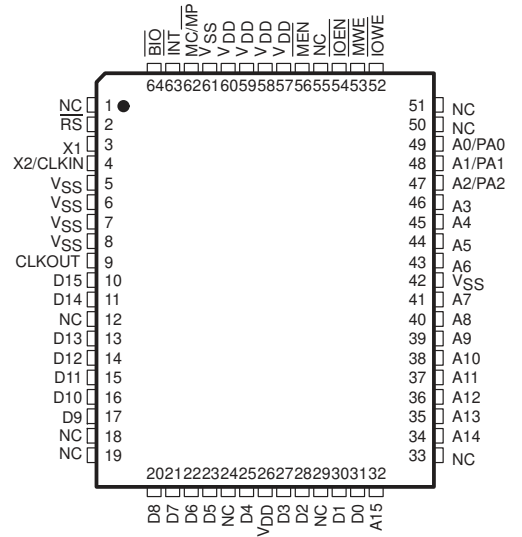 BIO INT MC/MP VSS VDD VDD VDD VDD MEN NC IOEN MWE IOWE
64 63 62 61 60 59 58 57 56 55 54 53 52
NC 1 51 NC
RS 2 50 NC
X1 3 49 A0/PA0
X2/CLKIN 4 48 A1/PA1
VSS 5 47 A2/PA2
VSS 6 46 A3
VSS 7 45 A4
VSS 8 44 A5
CLKOUT 9 43 A6
D15 10 42 VSS
D14 11 41 A7
NC 12 40 A8
D13 13 39 A9
D12 14 38 A10
D11 15 37 A11
D10 16 36 A12
D9 17 35 A13
NC 18 34 A14
NC 19 33 NC
20 21 22 23 24 25 26 27 28 29 30 31 32
D8 D7 D6 D5 NC D4 VDD D3 D2 NC D1 D0 A15